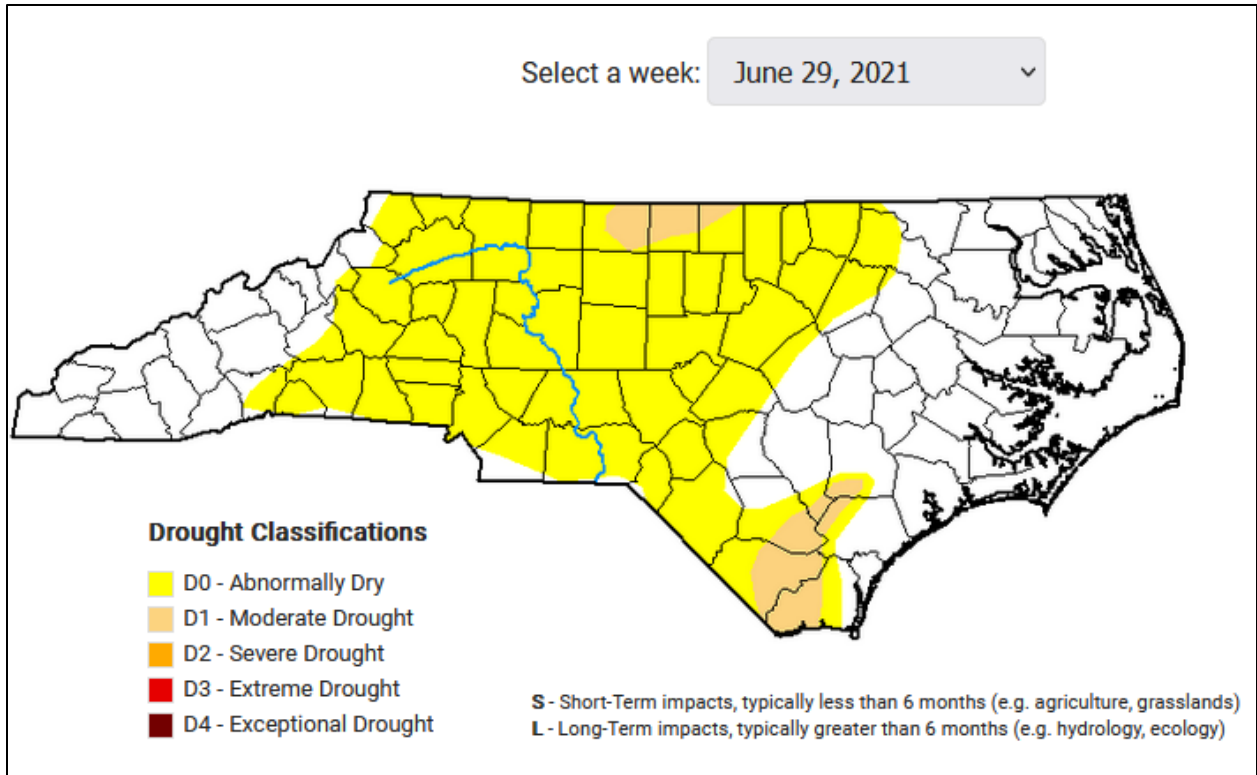 Select a week: June 29, 2021
Drought Classifications
D0 - Abnormally Dry
D1 - Moderate Drought
D2 - Severe Drought
D3 - Extreme Drought
D4 - Exceptional Drought
S - Short-Term impacts, typically less than 6 months (e.g. agriculture, grasslands)
L - Long-Term impacts, typically greater than 6 months (e.g. hydrology, ecology)